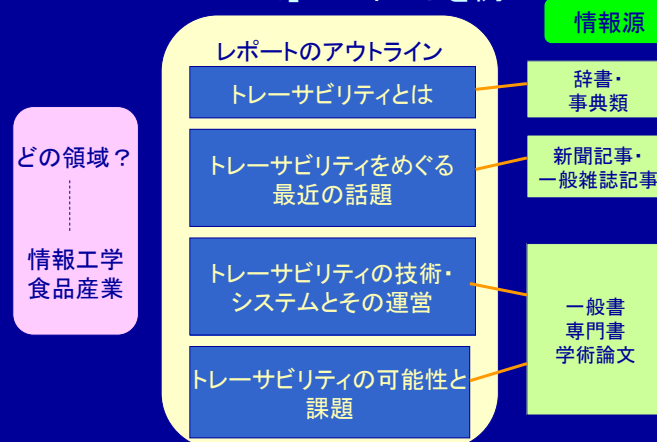 情報源
レポートのアウトライン
トレーサビリティとは
辞書・
事典類
どの領域？
情報工学
食品産業
トレーサビリティをめぐる
最近の話題
新聞記事・
一般雑誌記事
トレーサビリティの技術・
システムとその運営
トレーサビリティの可能性と
課題
一般書
専門書
学術論文